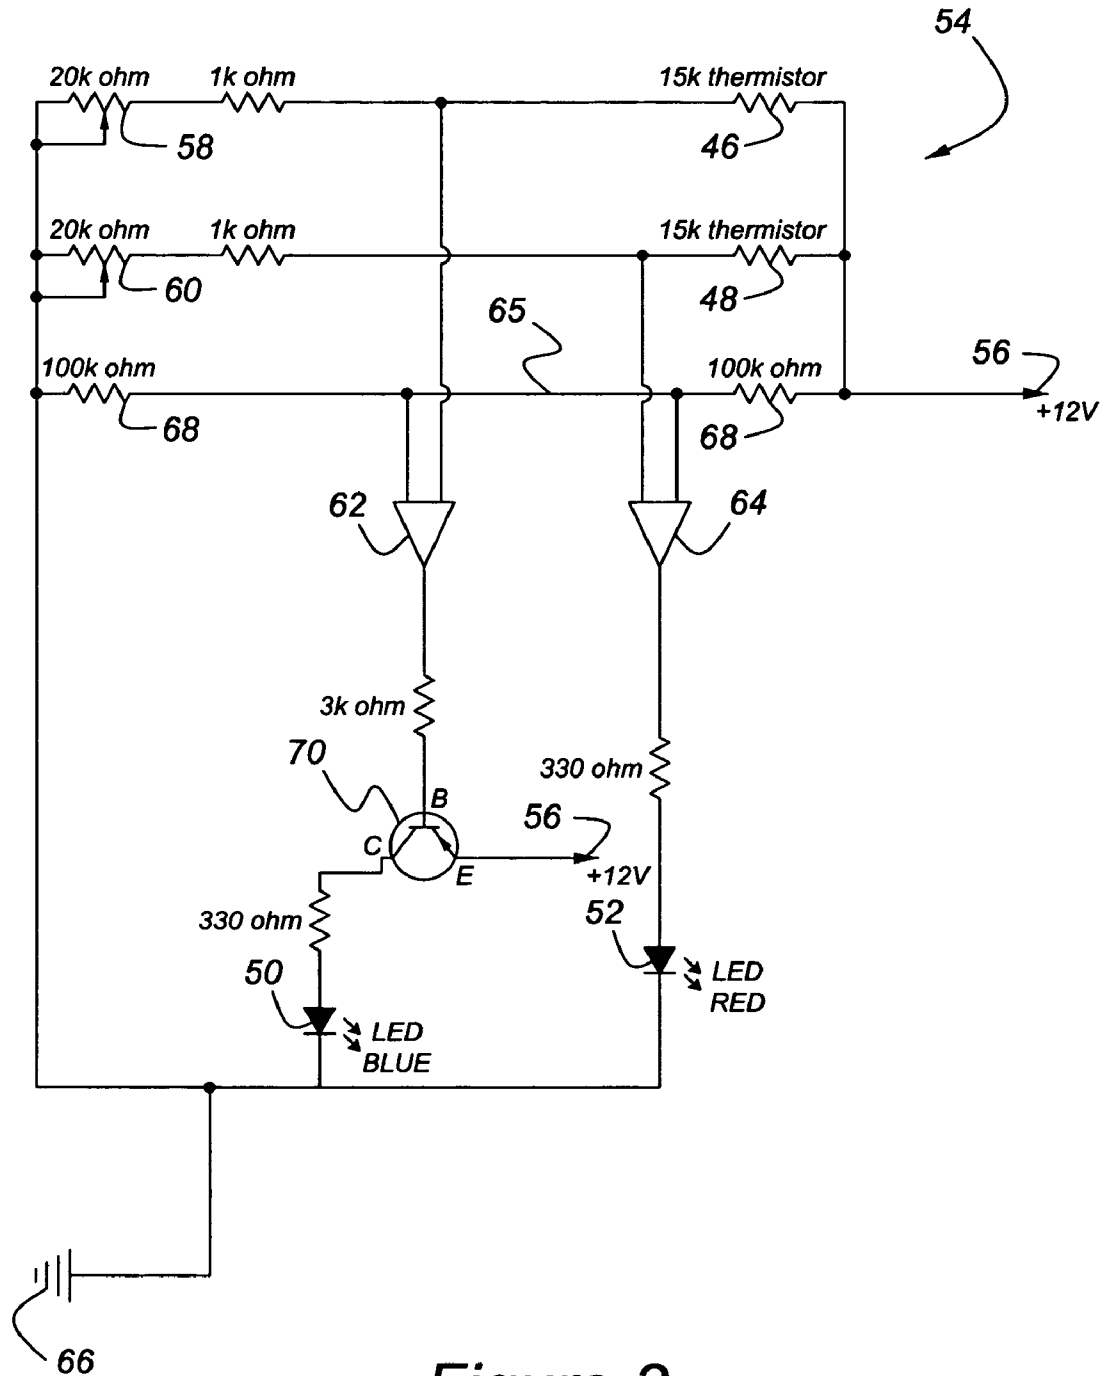 54
20k ohm 1k ohm 15k thermistor
58 46
20k ohm 1k ohm 15k thermistor
60 48
65
56
100k ohm 100k ohm
+12V
68 68
62 64
3k ohm
70
330 ohm
B
56
C
E
+12V
52
330 ohm
50
LED
RED
LED
BLUE
66